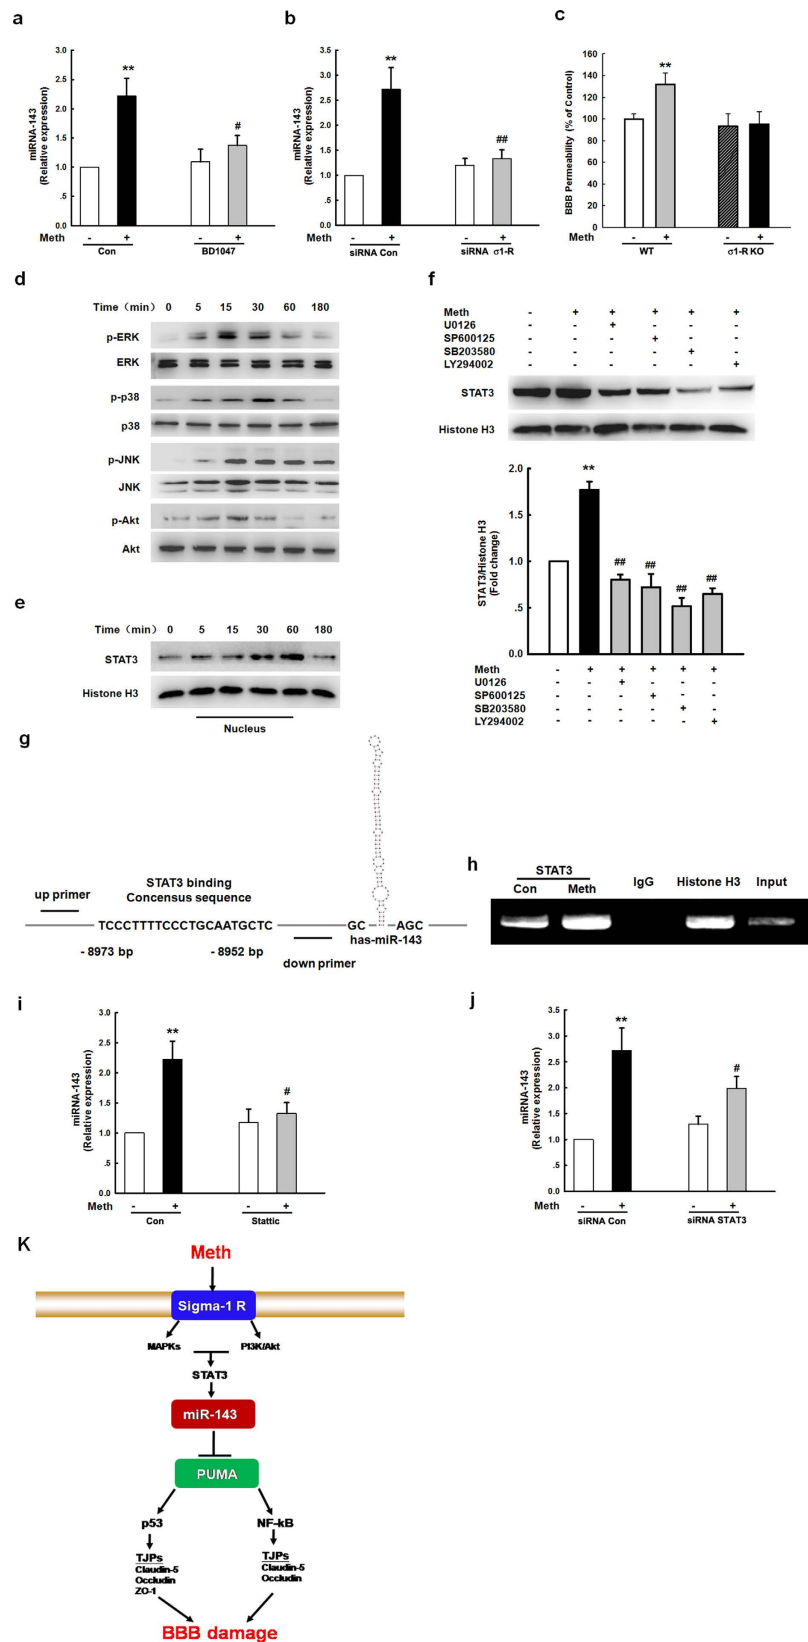 a
miRNA-143
(Relative expression)
3.0
2.5
2.0
1.5
1.0
.5
0.0
**
#
Meth - + - +
Con BD1047
b
miRNA-143
(Relative expression)
3.5
3.0
2.5
2.0
1.5
1.0
.5
0.0
**
##
Meth - + - +
siRNA Con siRNA σ1-R
c
BBB Permeability (% of Control)
160
140
120
100
80
60
40
20
0
**
Meth - + - +
WT σ1-R KO
d
Time（min) 0 5 15 30 60 180
p-ERK
ERK
p-p38
p38
p-JNK
JNK
p-Akt
Akt
e
Time（min) 0 5 15 30 60 180
STAT3
Histone H3
Nucleus
f
Meth - + + + + +
U0126 - - + - - -
SP600125 - - - + - -
SB203580 - - - - + -
LY294002 - - - - - +
STAT3
Histone H3
STAT3/Histone H3
(Fold change)
2.0
1.5
1.0
.5
0.0
**
##
##
##
##
Meth - + + + + +
U0126 - - + - - -
SP600125 - - - + - -
SB203580 - - - - + -
LY294002 - - - - - +
g
up primer
STAT3 binding
Concensus sequence
TCCCTTTTCCCTGCAATGCTC GC AGC
- 8973 bp - 8952 bp
down primer
has-miR-143
h
STAT3
Con Meth IgG Histone H3 Input
i
miRNA-143
(Relative expression)
3.0
2.5
2.0
1.5
1.0
.5
0.0
**
#
Meth - + - +
Con Stattic
j
miRNA-143
(Relative expression)
3.5
3.0
2.5
2.0
1.5
1.0
.5
0.0
**
#
Meth - + - +
siRNA Con siRNA STAT3
K
Meth
Sigma-1 R
MAPKs PI3K/Akt
STAT3
miR-143
PUMA
p53 NF-kB
TJPs
Claudin-5
Occludin
ZO-1
TJPs
Claudin-5
Occludin
BBB damage